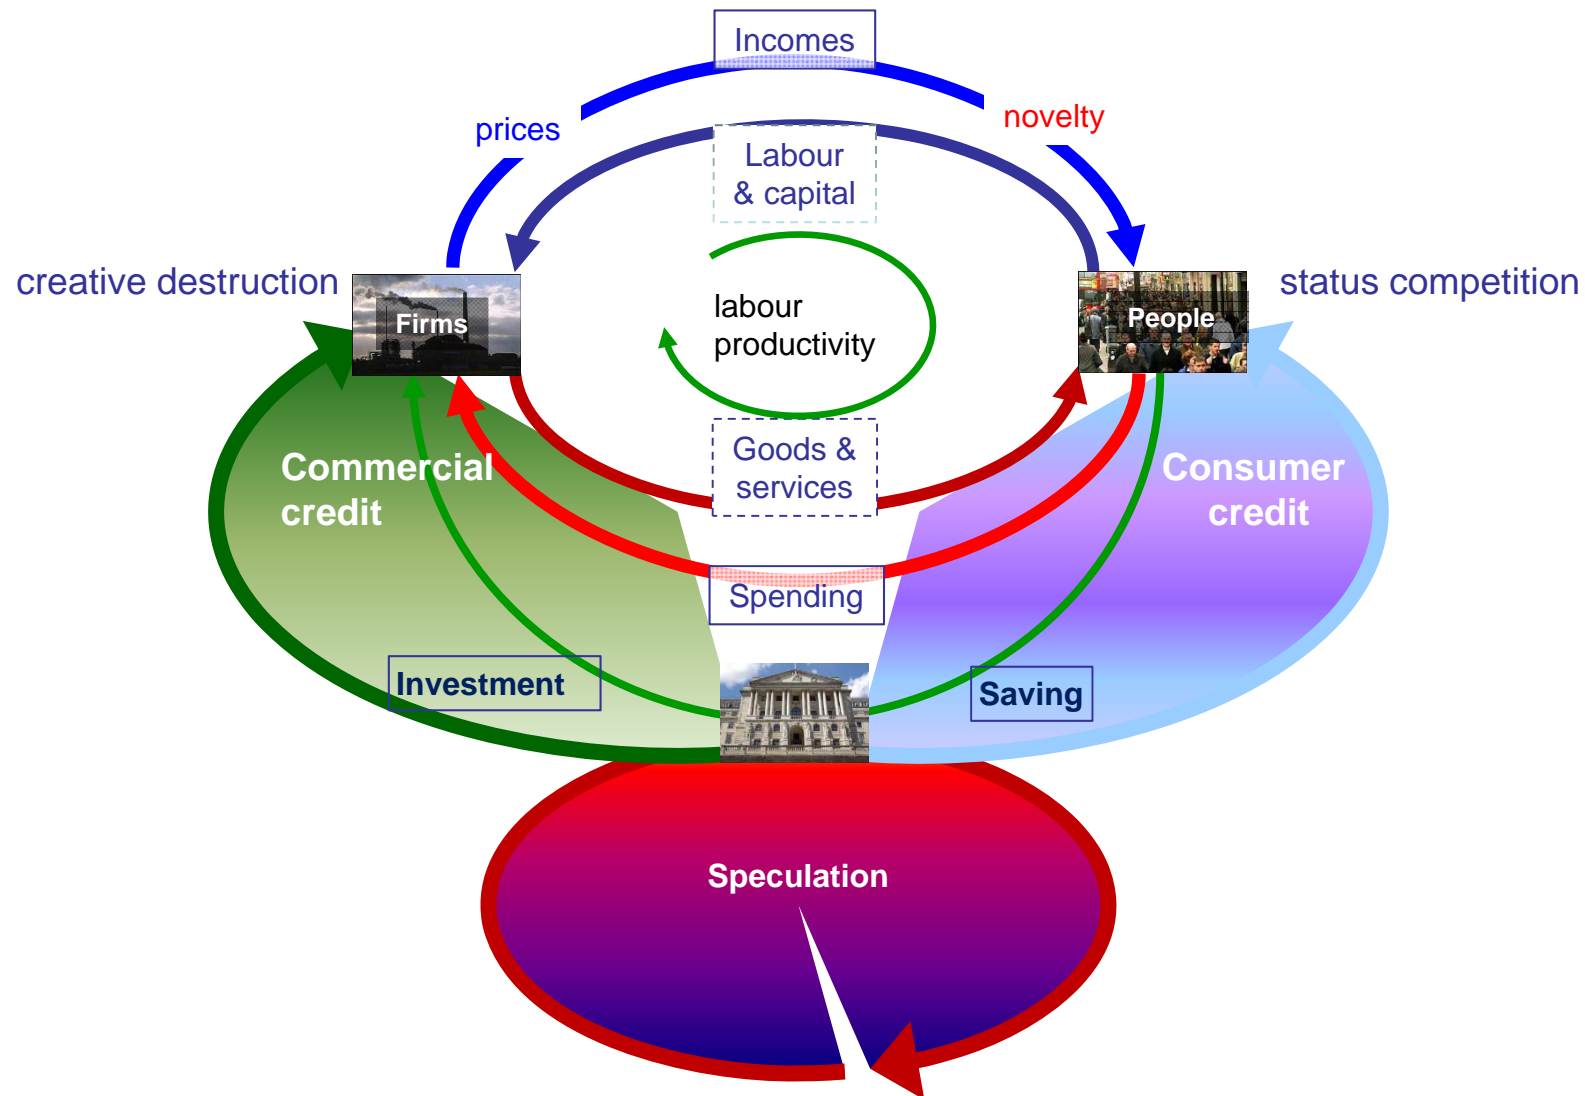 Incomes
prices
novelty
Labour
& capital
creative destruction
status competition
Firms
People
labour
productivity
Goods &
services
Commercial
credit
Consumer
credit
Spending
Investment
Saving
Speculation